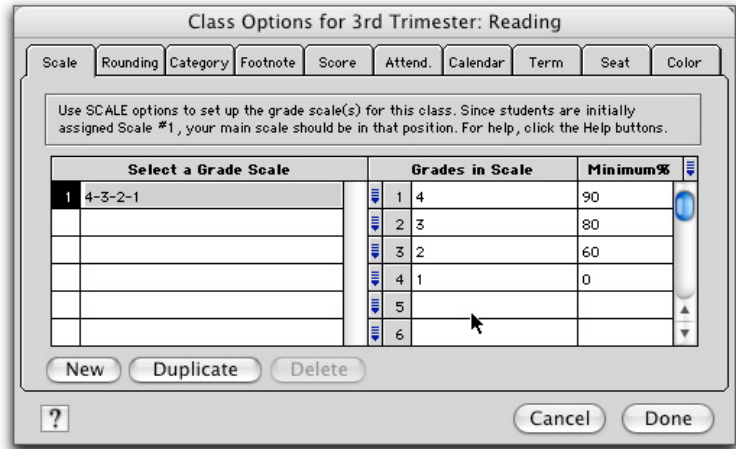 Class Options for 3rd Trimester: Reading
Scale Rounding Category Footnote Score Attend. Calendar Term Seat Color
Use SCALE options to set up the grade scale(s) for this class. Since students are initially
assigned Scale #1, your main scale should be in that position. For help, click the Help buttons.
Select a Grade Scale Grades in Scale Minimum%
1 4-3-2-1 1 4 90
2 3 80
3 2 60
4 1 0
5
6
New Duplicate Delete
? Cancel Done